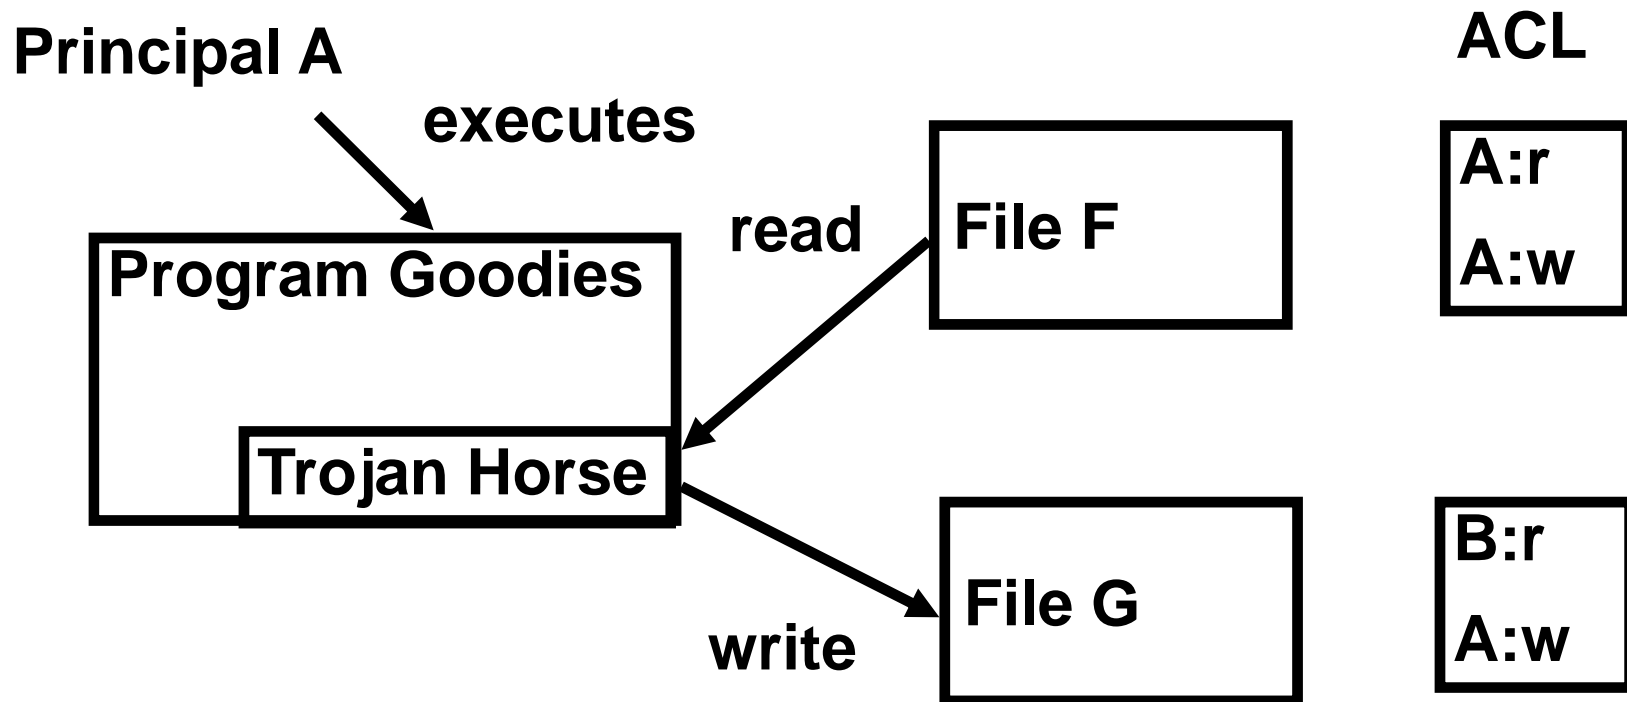 Principal A
executes
Program Goodies
Trojan Horse
read
write
File F
File G
ACL
A:r
A:w
B:r
A:w